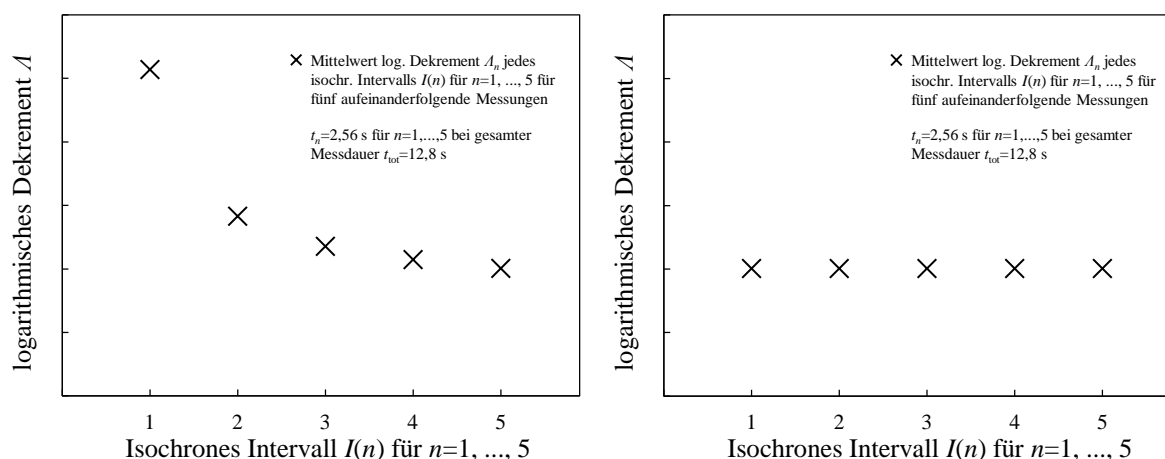 logarithmisches Dekrement Λ
Mittelwert log. Dekrement Λn jedes
isochr. Intervalls I(n) für n=1, ..., 5 für
fünf aufeinanderfolgende Messungen
tn=2,56 s für n=1,...,5 bei gesamter
Messdauer ttot=12,8 s
1 2 3 4 5
Isochrones Intervall I(n) für n=1, ..., 5
logarithmisches Dekrement Λ
Mittelwert log. Dekrement Λn jedes
isochr. Intervalls I(n) für n=1, ..., 5 für
fünf aufeinanderfolgende Messungen
tn=2,56 s für n=1,...,5 bei gesamter
Messdauer ttot=12,8 s
1 2 3 4 5
Isochrones Intervall I(n) für n=1, ..., 5